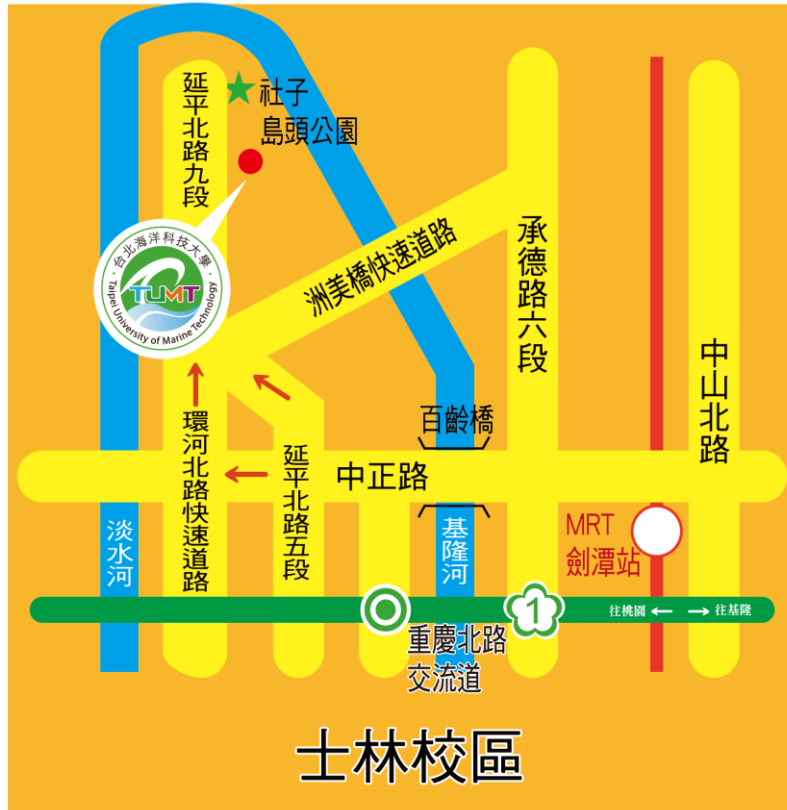 社子
島頭公園
延平北路九段
‧台北海洋科技大學‧
TUMT
Taipei University of Marine Technology
洲美橋快速道路
承德路六段
中山北路
百齡橋
中正路
環河北路快速道路
延平北路五段
淡水河
基隆河
MRT
劍潭站
1
往桃園 ← → 往基隆
重慶北路
交流道
士林校區